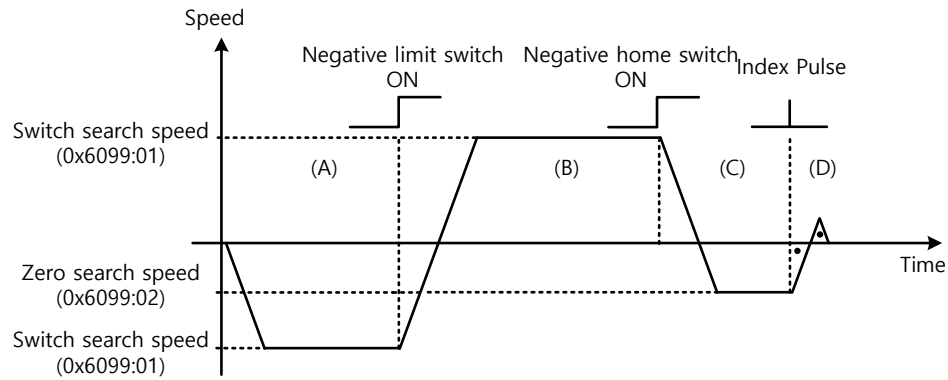 Speed
Negative limit switch
ON
Negative home switch
ON
Index Pulse
Switch search speed
(0x6099:01)
(A)
(B)
(C)
(D)
Time
Zero search speed
(0x6099:02)
Switch search speed
(0x6099:01)